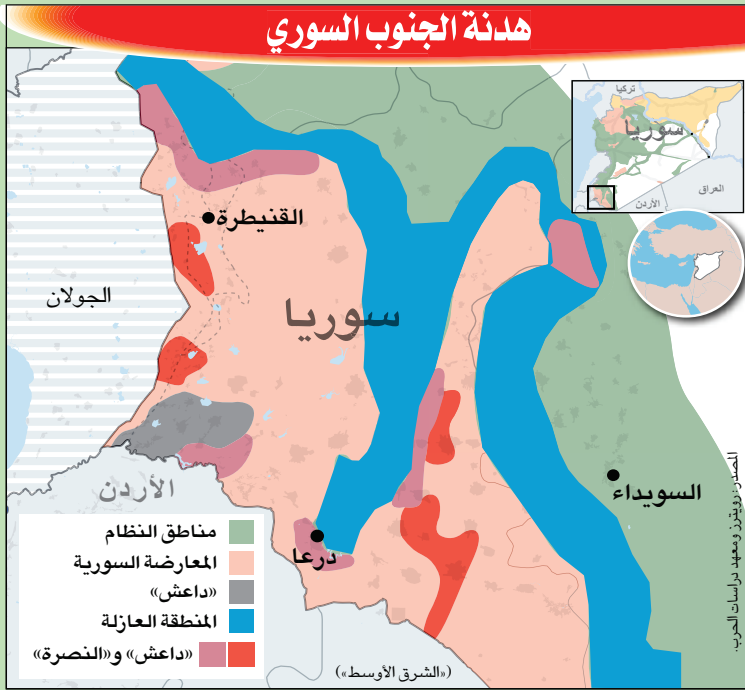 هدنة الجنوب السوري
تركيا
سوريا
العراق
الأردن
القنيطرة
الجولان
سوريا
السويداء
الأردن
درعا
مناطق النظام
المعارضة السورية
«داعش»
المنطقة العازلة
«داعش» و«النصرة»
(«الشرق الأوسط»)
المصدر: رويترز ومعهد دراسات الحرب.